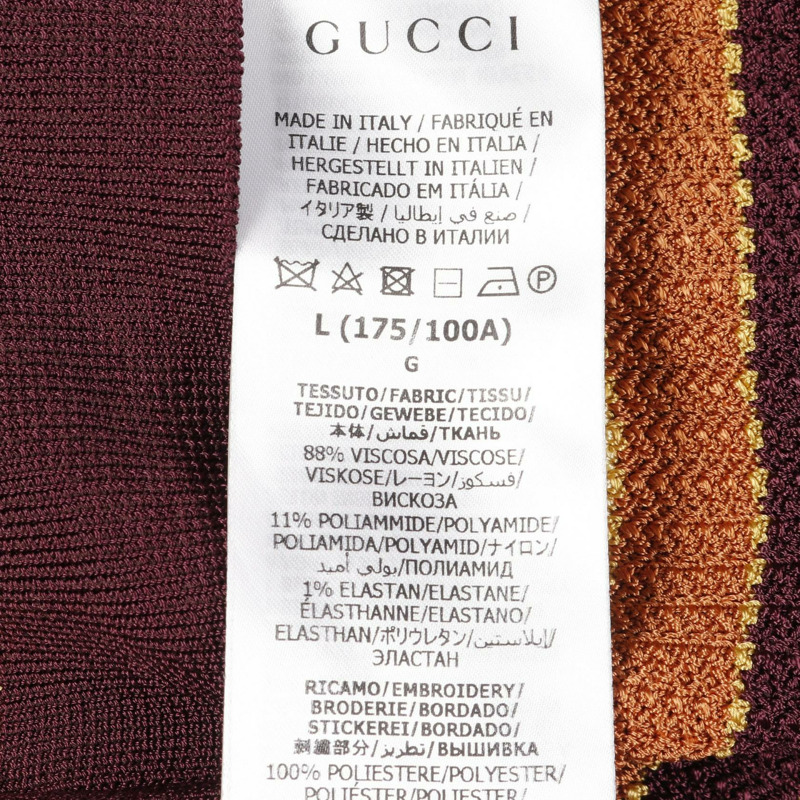 GUCCI
MADE IN ITALY / FABRIQUÉ EN
ITALIE / HECHO EN ITALIA /
HERGESTELLT IN ITALIEN /
FABRICADO EM ITÁLIA /
イタリア製 / صنع في إيطاليا /
СДЕЛАНО В ИТАЛИИ
P
L (175/100A)
G
TESSUTO/FABRIC/TISSU/
TEJIDO/GEWEBE/TECIDO/
本体/قماش/ТКАНЬ
88% VISCOSA/VISCOSE/
VISKOSE/レーヨン/فسكوز/
ВИСКОЗА
11% POLIAMMIDE/POLYAMIDE/
POLIAMIDA/POLYAMID/ナイロン/
بولي أميد/ПОЛИАМИД
1% ELASTAN/ELASTANE/
ÉLASTHANNE/ELASTANO/
ELASTHAN/ポリウレタン/إيلاستين/
ЭЛАСТАН
RICAMO/EMBROIDERY/
BRODERIE/BORDADO/
STICKEREI/BORDADO/
刺繍部分/تطريز/ВЫШИВКА
100% POLIESTERE/POLYESTER/
POLIÉSTER/POLYESTER/